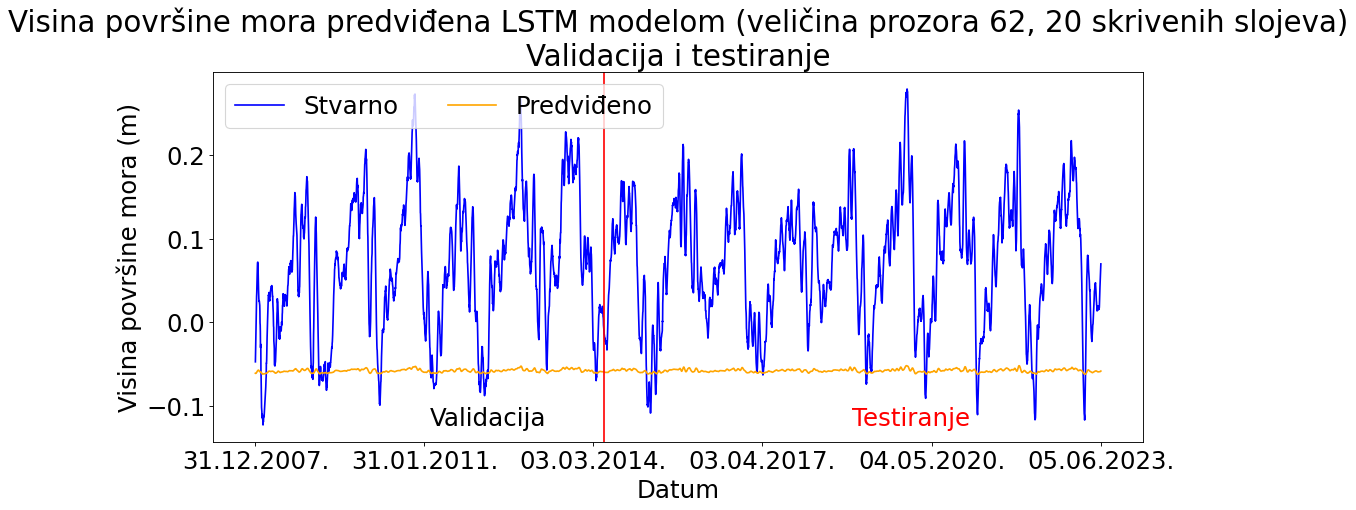 Visina površine mora predviđena LSTM modelom (veličina prozora 62, 20 skrivenih slojeva)
Validacija i testiranje
Stvarno
Predviđeno
Visina površine mora (m)
0.2
0.1
0.0
−0.1
Validacija
Testiranje
31.12.2007.
31.01.2011.
03.03.2014.
03.04.2017.
04.05.2020.
05.06.2023.
Datum